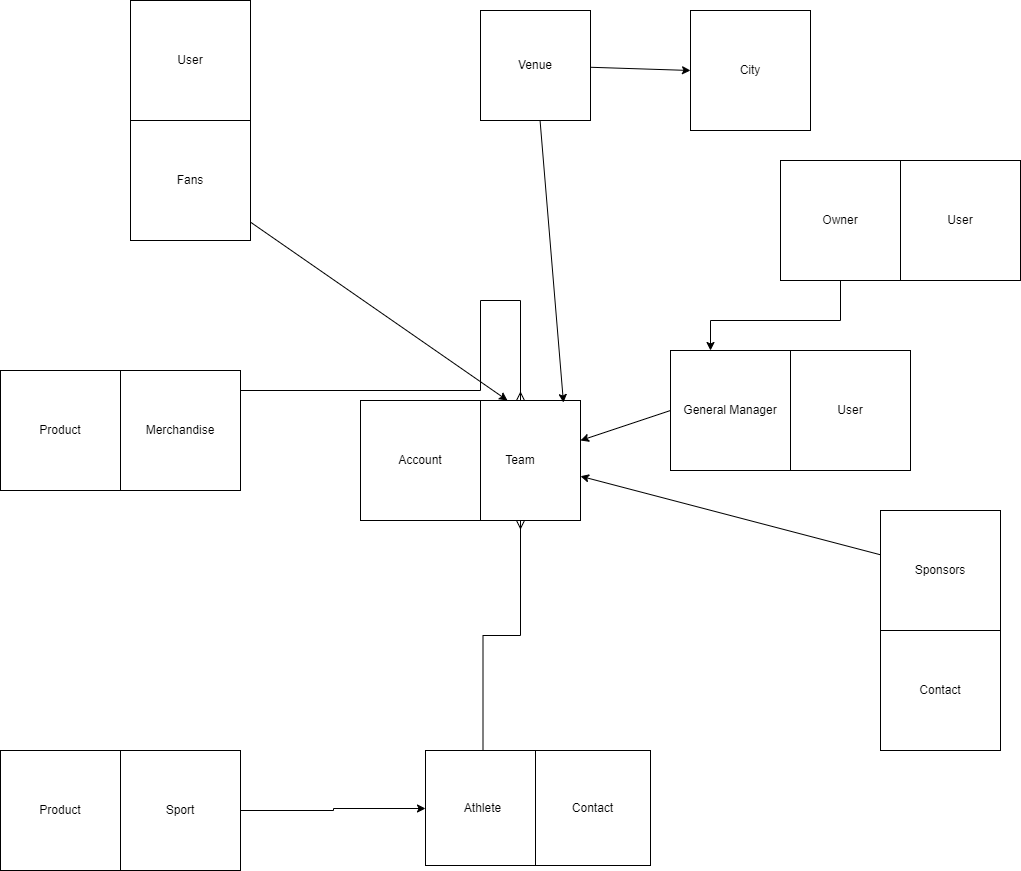 User
Venue
City
Fans
Owner
User
General Manager
User
Product
Merchandise
Account
Team
Sponsors
Contact
Product
Sport
Athlete
Contact